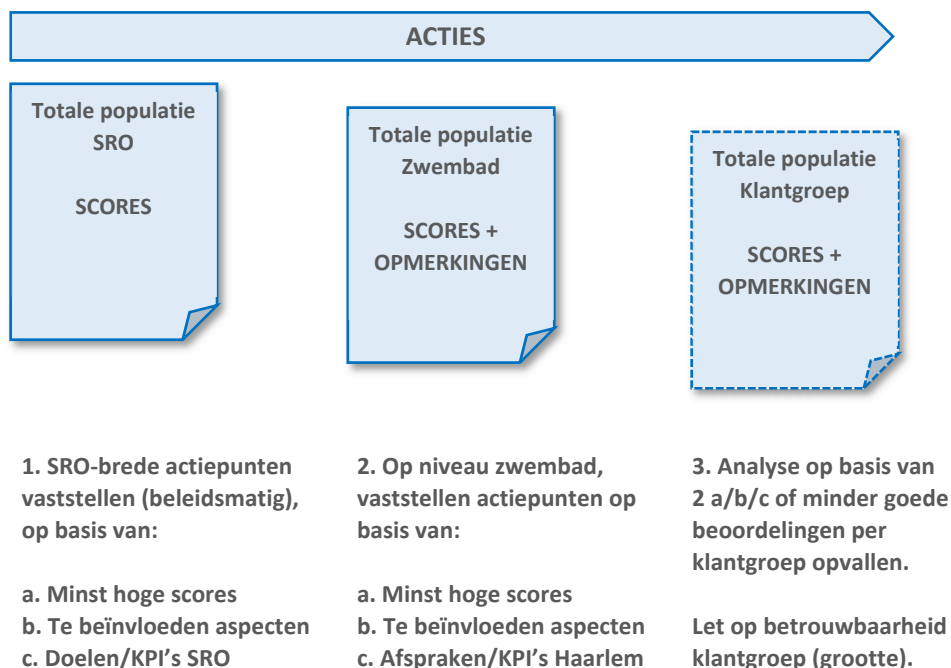 ACTIES
Totale populatie
SRO
SCORES
Totale populatie
Zwembad
SCORES +
OPMERKINGEN
Totale populatie
Klantgroep
SCORES +
OPMERKINGEN
1. SRO-brede actiepunten
vaststellen (beleidsmatig),
op basis van:
a. Minst hoge scores
b. Te beïnvloeden aspecten
c. Doelen/KPI's SRO
2. Op niveau zwembad,
vaststellen actiepunten op
basis van:
a. Minst hoge scores
b. Te beïnvloeden aspecten
c. Afspraken/KPI's Haarlem
3. Analyse op basis van
2 a/b/c of minder goede
beoordelingen per
klantgroep opvallen.
Let op betrouwbaarheid
klantgroep (grootte).